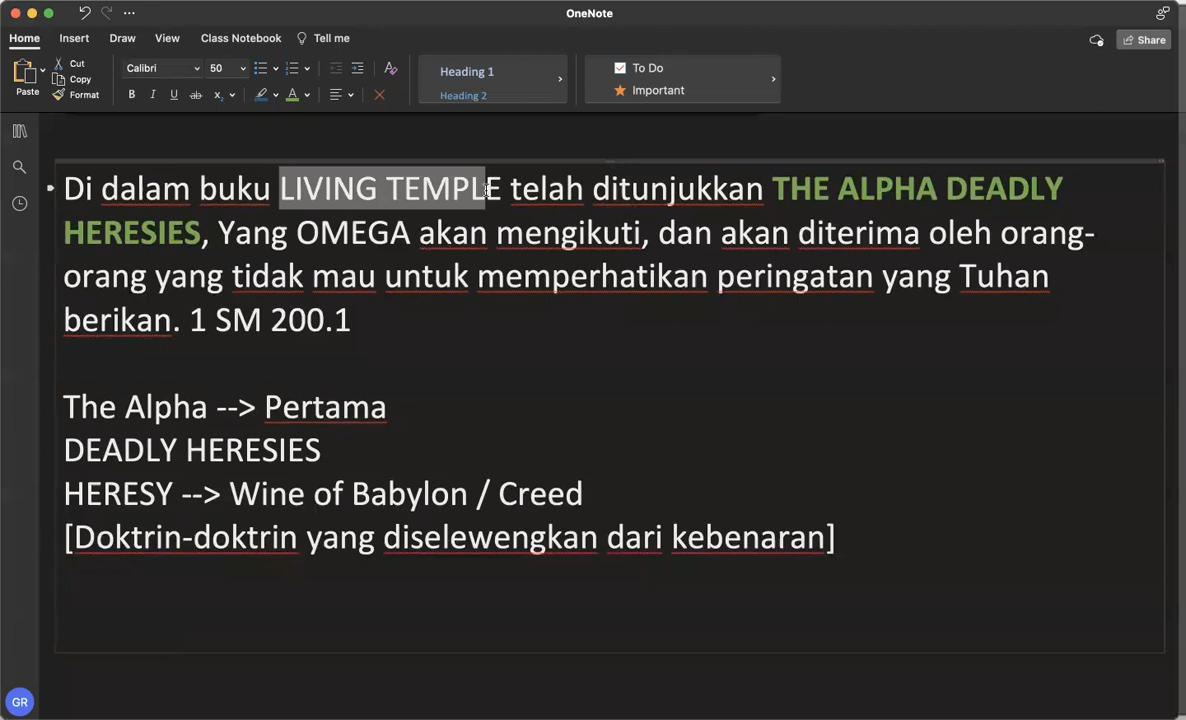 OneNote
Home Insert Draw View Class Notebook Tell me
Share
Paste
Cut
Copy
Format
Calibri 50
B I U ab x₂ A
Heading 1
Heading 2
To Do
Important
Di dalam buku LIVING TEMPLE telah ditunjukkan THE ALPHA DEADLY
HERESIES, Yang OMEGA akan mengikuti, dan akan diterima oleh orang-
orang yang tidak mau untuk memperhatikan peringatan yang Tuhan
berikan. 1 SM 200.1
The Alpha --> Pertama
DEADLY HERESIES
HERESY --> Wine of Babylon / Creed
[Doktrin-doktrin yang diselewengkan dari kebenaran]
GR